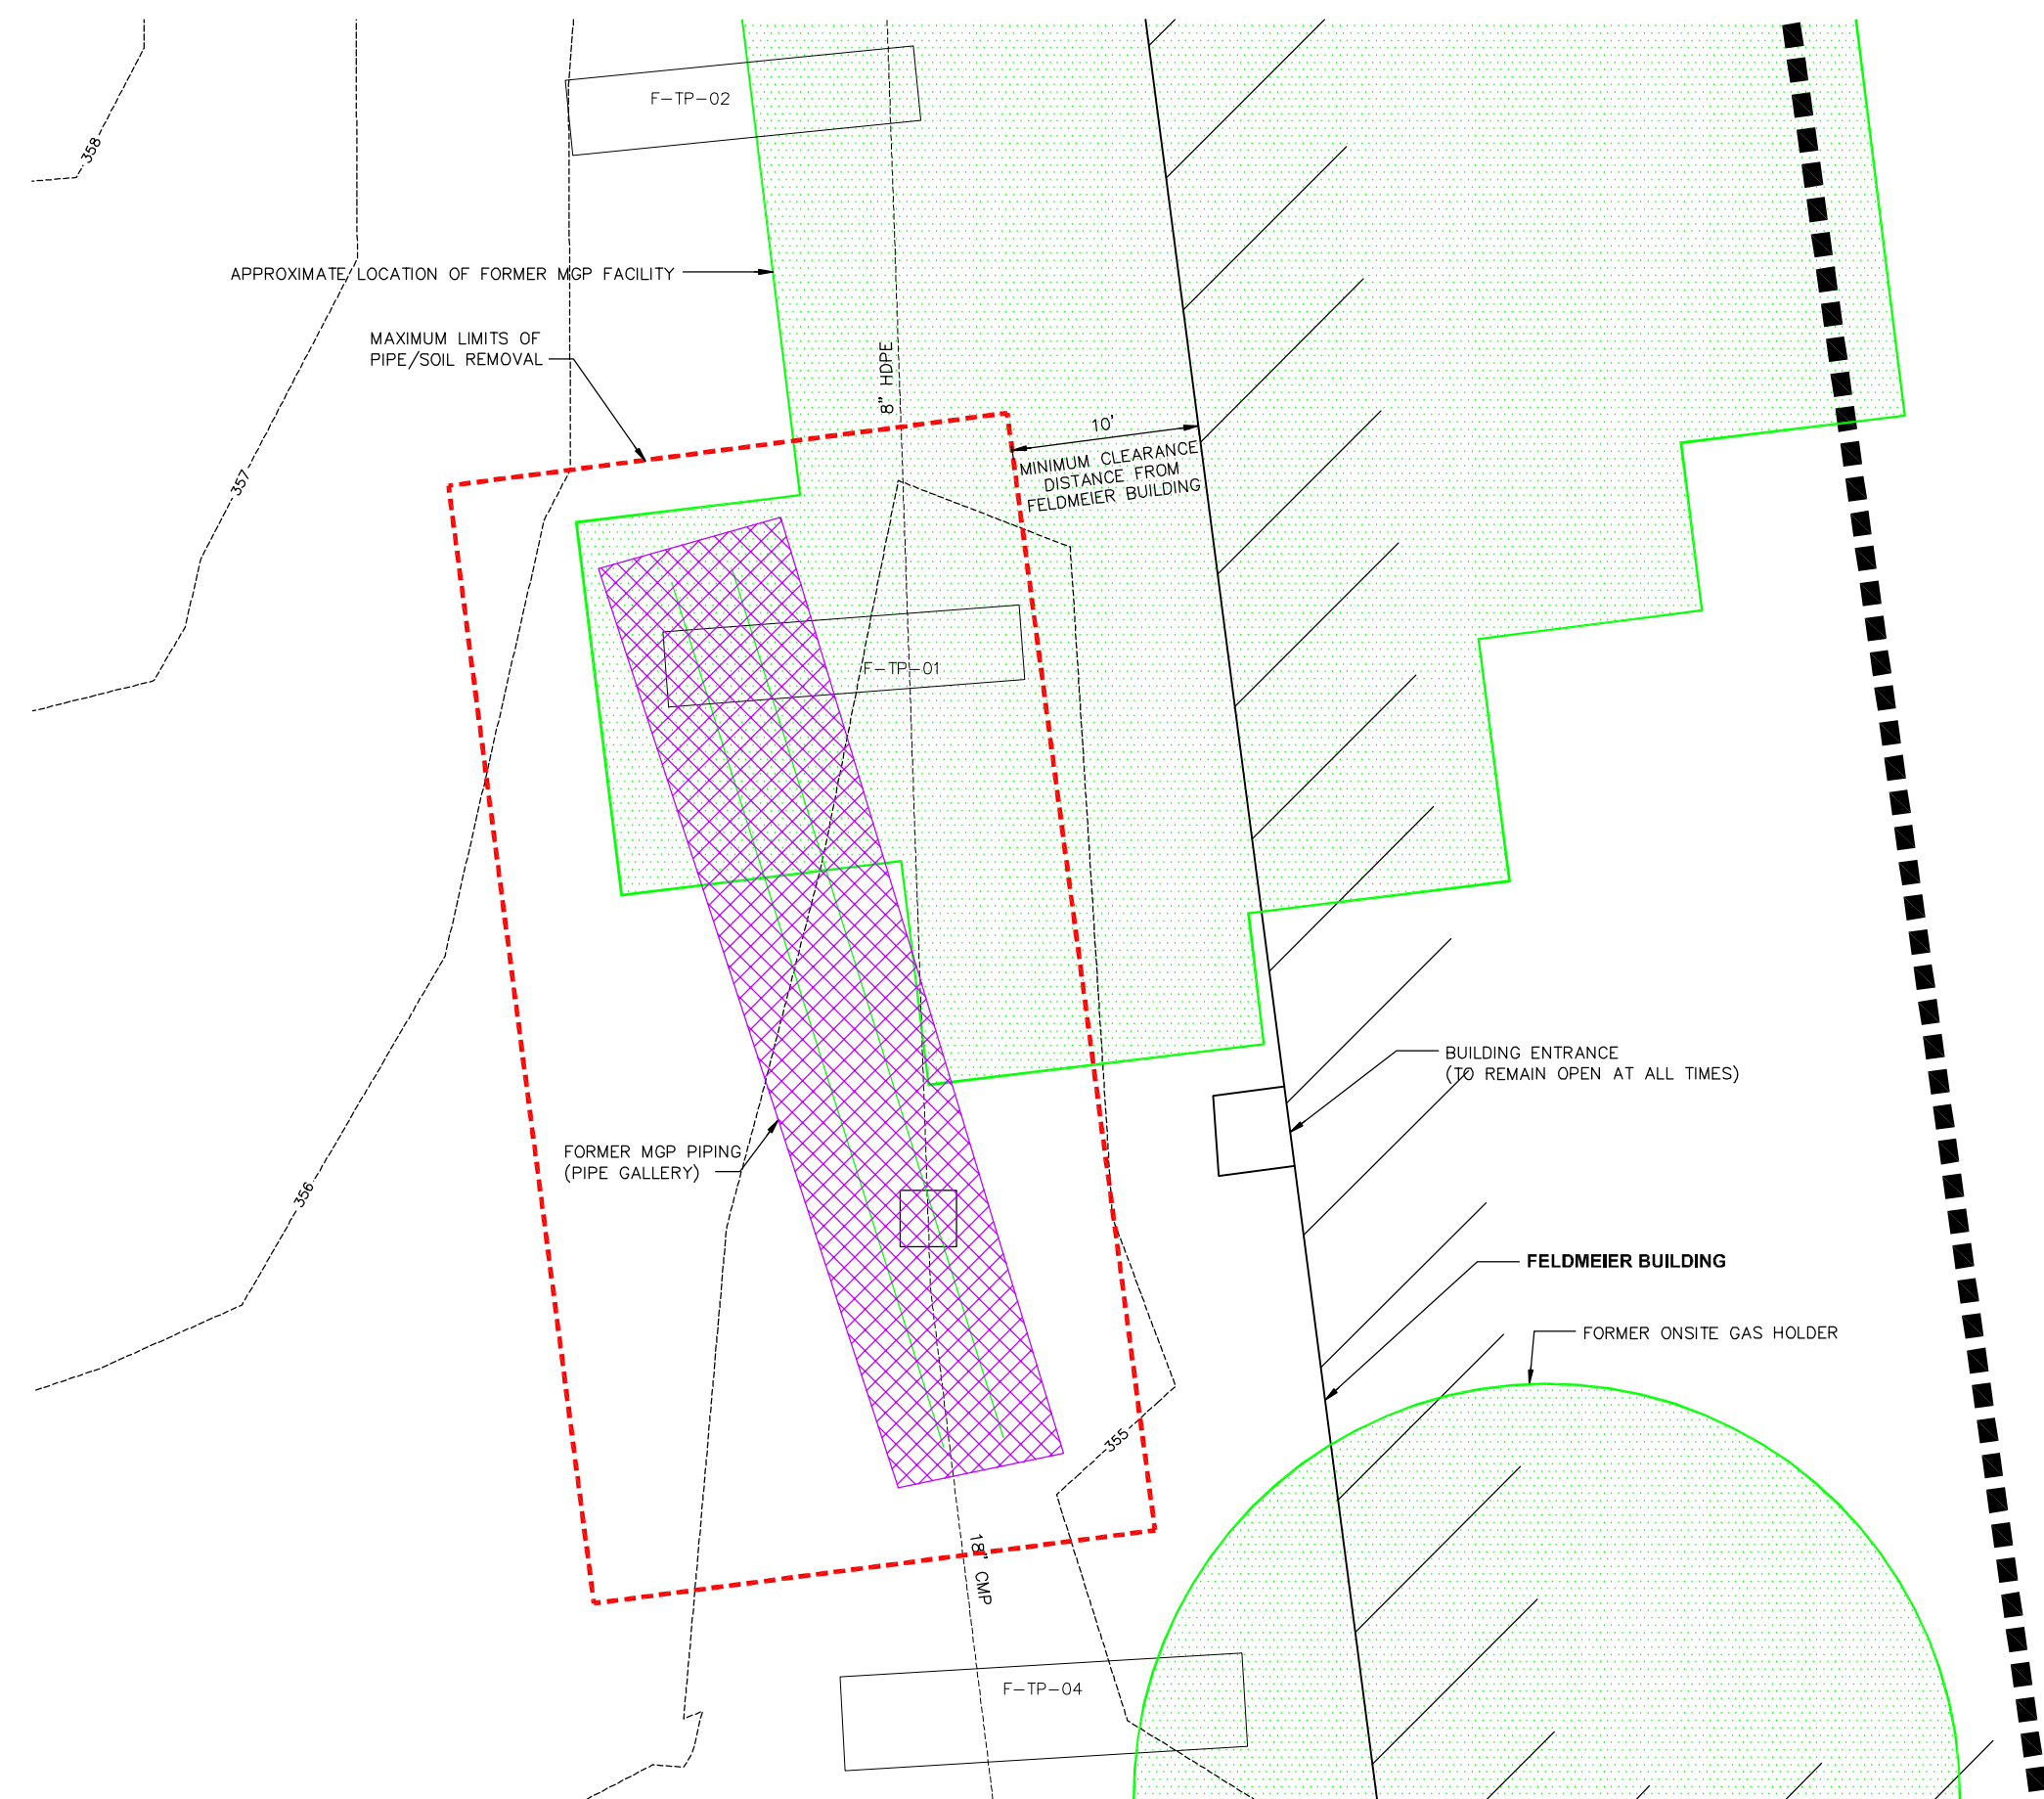 F-TP-02
358
APPROXIMATE LOCATION OF FORMER MGP FACILITY
MAXIMUM LIMITS OF
PIPE/SOIL REMOVAL
8" HDPE
10'
MINIMUM CLEARANCE
DISTANCE FROM
FELDMEIER BUILDING
357
F-TP-01
BUILDING ENTRANCE
(TO REMAIN OPEN AT ALL TIMES)
FORMER MGP PIPING
(PIPE GALLERY)
356
FELDMEIER BUILDING
FORMER ONSITE GAS HOLDER
355
18" CMP
F-TP-04